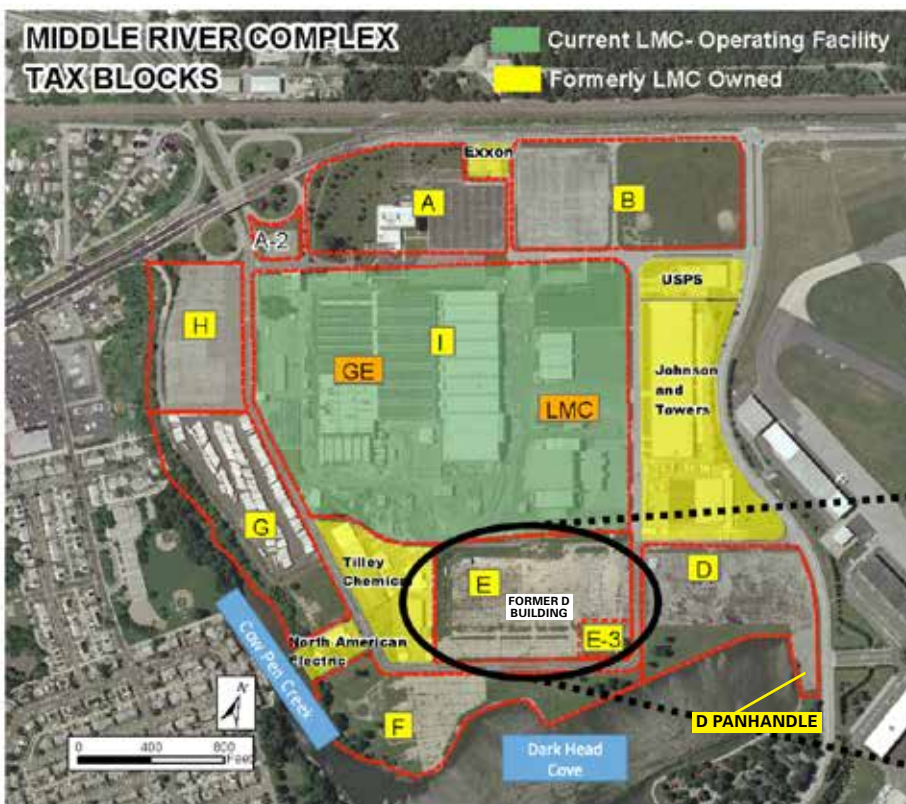 MIDDLE RIVER COMPLEX
TAX BLOCKS
Current LMC- Operating Facility
Formerly LMC Owned
Exxon
A
B
A-2
USPS
H
I
GE
Johnson
and
Towers
LMC
G
Tilley
Chemical
E
FORMER D
BUILDING
D
E-3
North American
Electric
Cow Pen Creek
F
D PANHANDLE
Dark Head
Cove
N
0 400 800
Feet